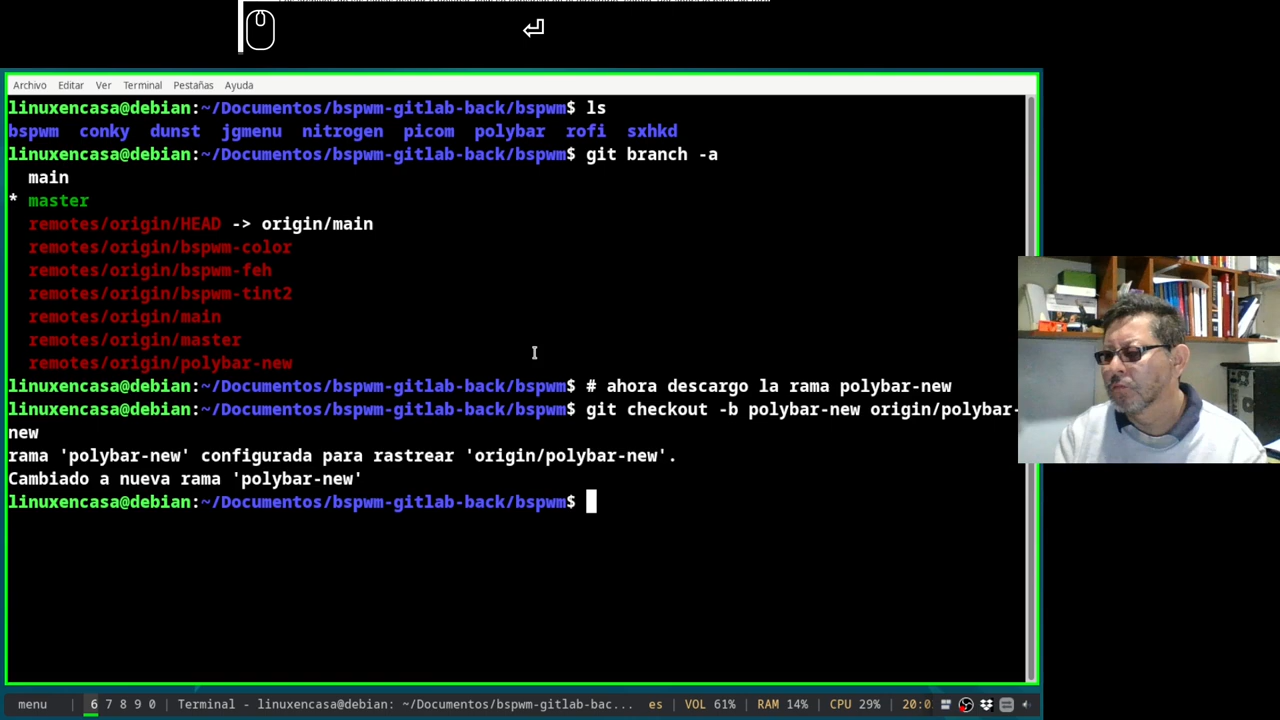 Archivo Editar Ver Terminal Pestañas Ayuda
linuxencasa@debian:~/Documentos/bspwm-gitlab-back/bspwm$ ls
bspwm conky dunst jgmenu nitrogen picom polybar rofi sxhkd
linuxencasa@debian:~/Documentos/bspwm-gitlab-back/bspwm$ git branch -a
main
* master
remotes/origin/HEAD -> origin/main
remotes/origin/bspwm-color
remotes/origin/bspwm-feh
remotes/origin/bspwm-tint2
remotes/origin/main
remotes/origin/master
remotes/origin/polybar-new
linuxencasa@debian:~/Documentos/bspwm-gitlab-back/bspwm$ # ahora descargo la rama polybar-new
linuxencasa@debian:~/Documentos/bspwm-gitlab-back/bspwm$ git checkout -b polybar-new origin/polybar-
new
rama 'polybar-new' configurada para rastrear 'origin/polybar-new'.
Cambiado a nueva rama 'polybar-new'
linuxencasa@debian:~/Documentos/bspwm-gitlab-back/bspwm$
menu | 6 7 8 9 0 | Terminal - linuxencasa@debian: ~/Documentos/bspwm-gitlab-bac... es | VOL 61% | RAM 14% | CPU 29% | 20:0